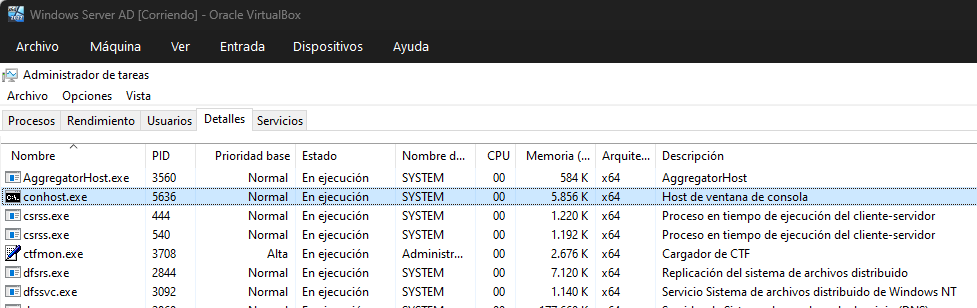 Windows Server AD [Corriendo] - Oracle VirtualBox
Archivo Máquina Ver Entrada Dispositivos Ayuda
Administrador de tareas
Archivo Opciones Vista
Procesos Rendimiento Usuarios Detalles Servicios
Nombre PID Prioridad base Estado Nombre d... CPU Memoria (... Arquite... Descripción
AggregatorHost.exe 3560 Normal En ejecución SYSTEM 00 584 K x64 AggregatorHost
conhost.exe 5636 Normal En ejecución SYSTEM 00 5.856 K x64 Host de ventana de consola
csrss.exe 444 Normal En ejecución SYSTEM 00 1.220 K x64 Proceso en tiempo de ejecución del cliente-servidor
csrss.exe 540 Normal En ejecución SYSTEM 00 1.192 K x64 Proceso en tiempo de ejecución del cliente-servidor
ctfmon.exe 3708 Alta En ejecución Administr... 00 2.676 K x64 Cargador de CTF
dfsrs.exe 2844 Normal En ejecución SYSTEM 00 7.120 K x64 Replicación del sistema de archivos distribuido
dfssvc.exe 3092 Normal En ejecución SYSTEM 00 1.140 K x64 Servicio Sistema de archivos distribuido de Windows NT